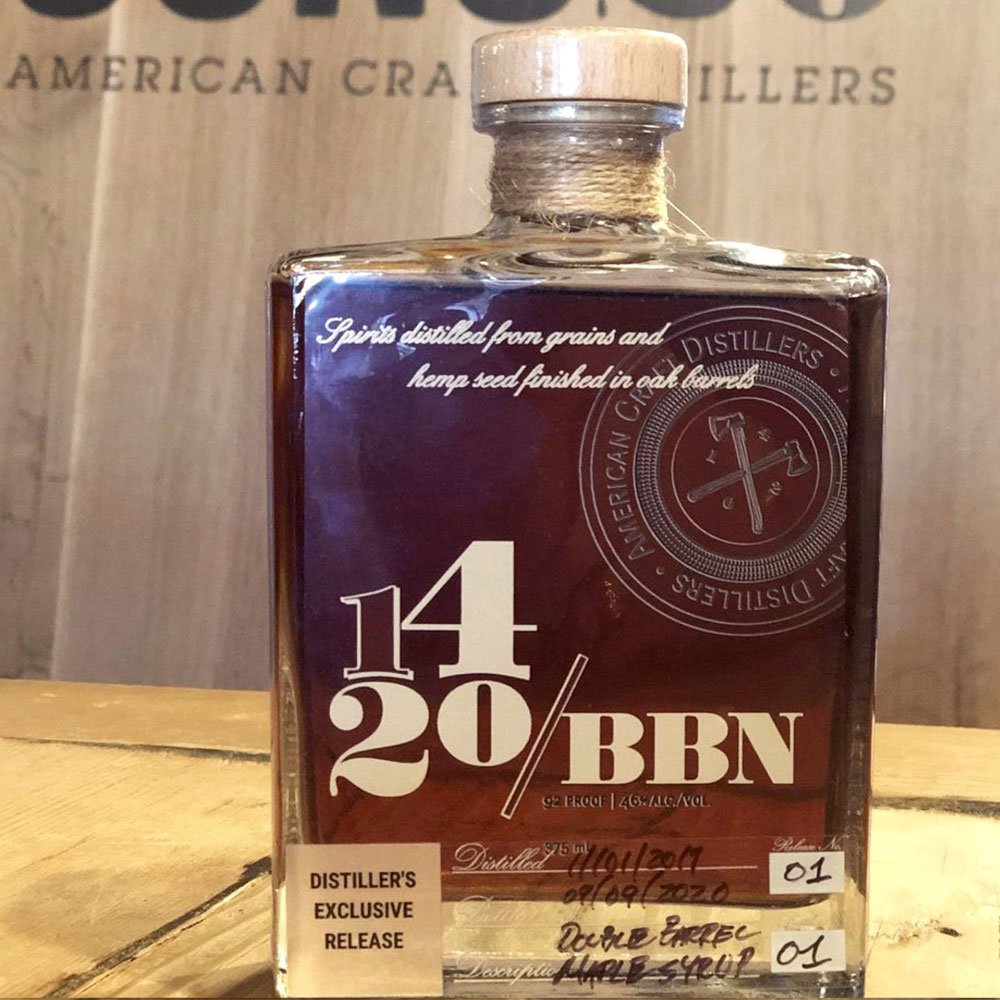 AMERICAN CRA ILLERS
Spirits distilled from grains and
hemp seed finished in oak barrels
AMERICAN CRAFT DISTILLERS •
AFT DISTILLERS •
14
20/BBN
92 PROOF | 46% ALC./VOL.
375 ml
Distilled 11/01/2017
Release No.
01
09/09/2020
DOUBLE BARREL
Description MAPLE SYRUP
01
DISTILLER'S
EXCLUSIVE
RELEASE